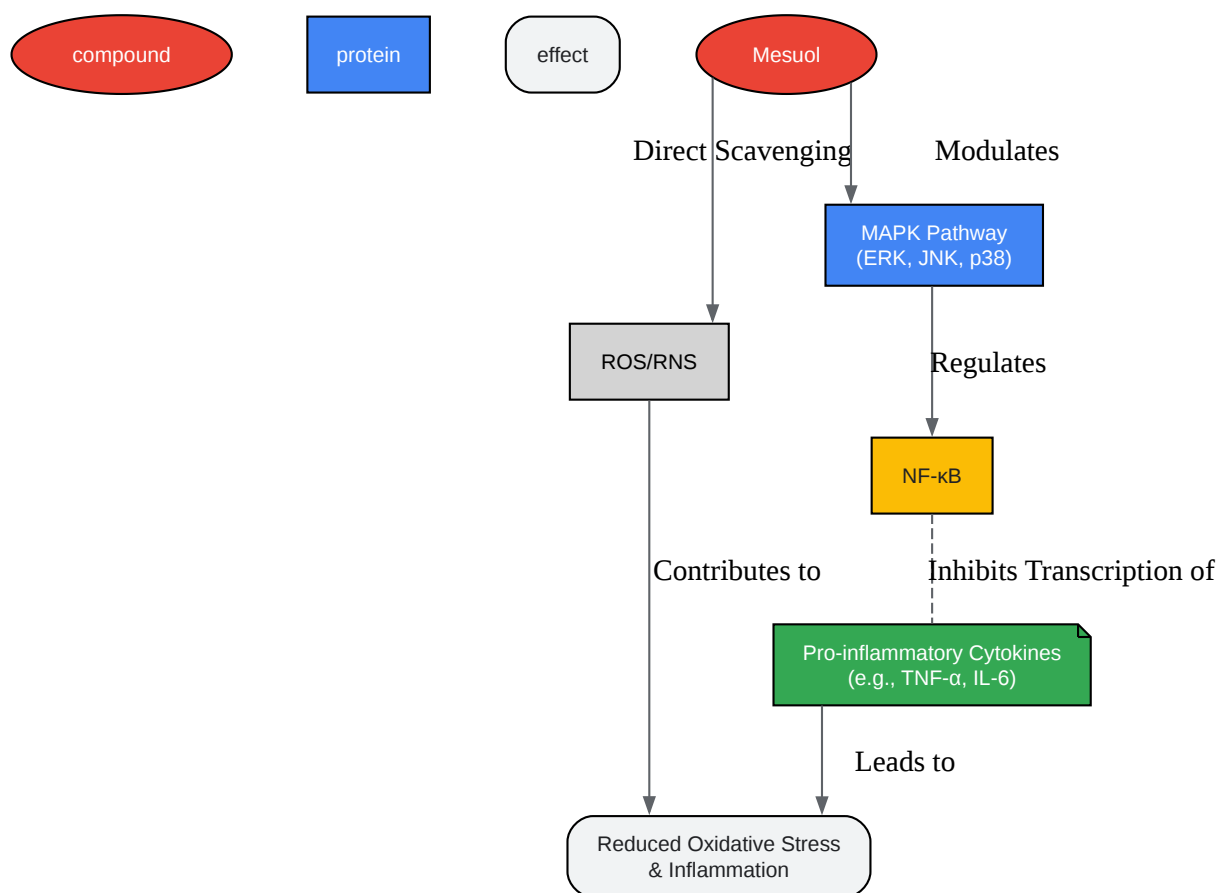 compound
protein
effect
Mesuol
Direct Scavenging
Modulates
MAPK Pathway
(ERK, JNK, p38)
ROS/RNS
Regulates
NF-κB
Contributes to
Inhibits Transcription of
Pro-inflammatory Cytokines
(e.g., TNF-α, IL-6)
Leads to
Reduced Oxidative Stress
& Inflammation